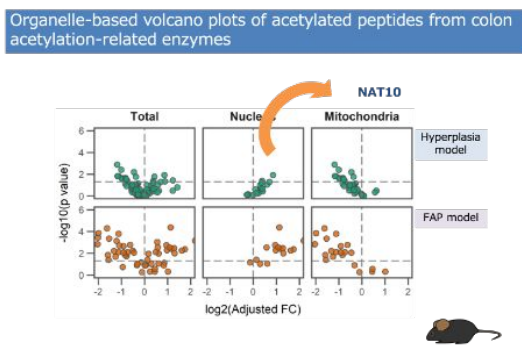 Organelle-based volcano plots of acetylated peptides from colon
acetylation-related enzymes
NAT10
Total Nucleus Mitochondria
Hyperplasia
model
FAP model
-log10(p value)
6
4
2
0
6
4
2
0
-2 -1 0 1 2 -2 -1 0 1 2 -2 -1 0 1 2
log2(Adjusted FC)